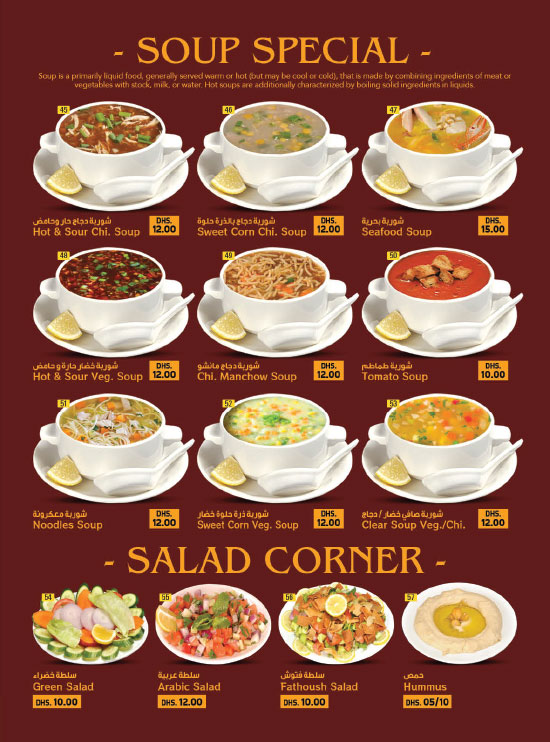 - SOUP SPECIAL -
Soup is a primarily liquid food, generally served warm or hot (but may be cool or cold), that is made by combining ingredients of meat or
vegetables with stock, milk, or water. Hot soups are additionally characterized by boiling solid ingredients in liquids.
45
شوربة دجاج حار وحامض
Hot & Sour Chi. Soup
DHS.
12.00
46
شوربة دجاج بالذرة حلوة
Sweet Corn Chi. Soup
DHS.
12.00
47
شوربة بحرية
Seafood Soup
DHS.
15.00
48
شوربة خضار حارة و حامض
Hot & Sour Veg. Soup
DHS.
12.00
49
شوربة دجاج مانشو
Chi. Manchow Soup
DHS.
12.00
50
شوربة طماطم
Tomato Soup
DHS.
10.00
51
شوربة معكرونة
Noodles Soup
DHS.
12.00
52
شوربة ذرة حلوة خضار
Sweet Corn Veg. Soup
DHS.
12.00
53
شوربة صافي خضار / دجاج
Clear Soup Veg./Chi.
DHS.
12.00
- SALAD CORNER -
54
سلطة خضراء
Green Salad
DHS. 10.00
55
سلطة عربية
Arabic Salad
DHS. 12.00
56
سلطة فتوش
Fathoush Salad
DHS. 10.00
57
حمص
Hummus
DHS. 05/10